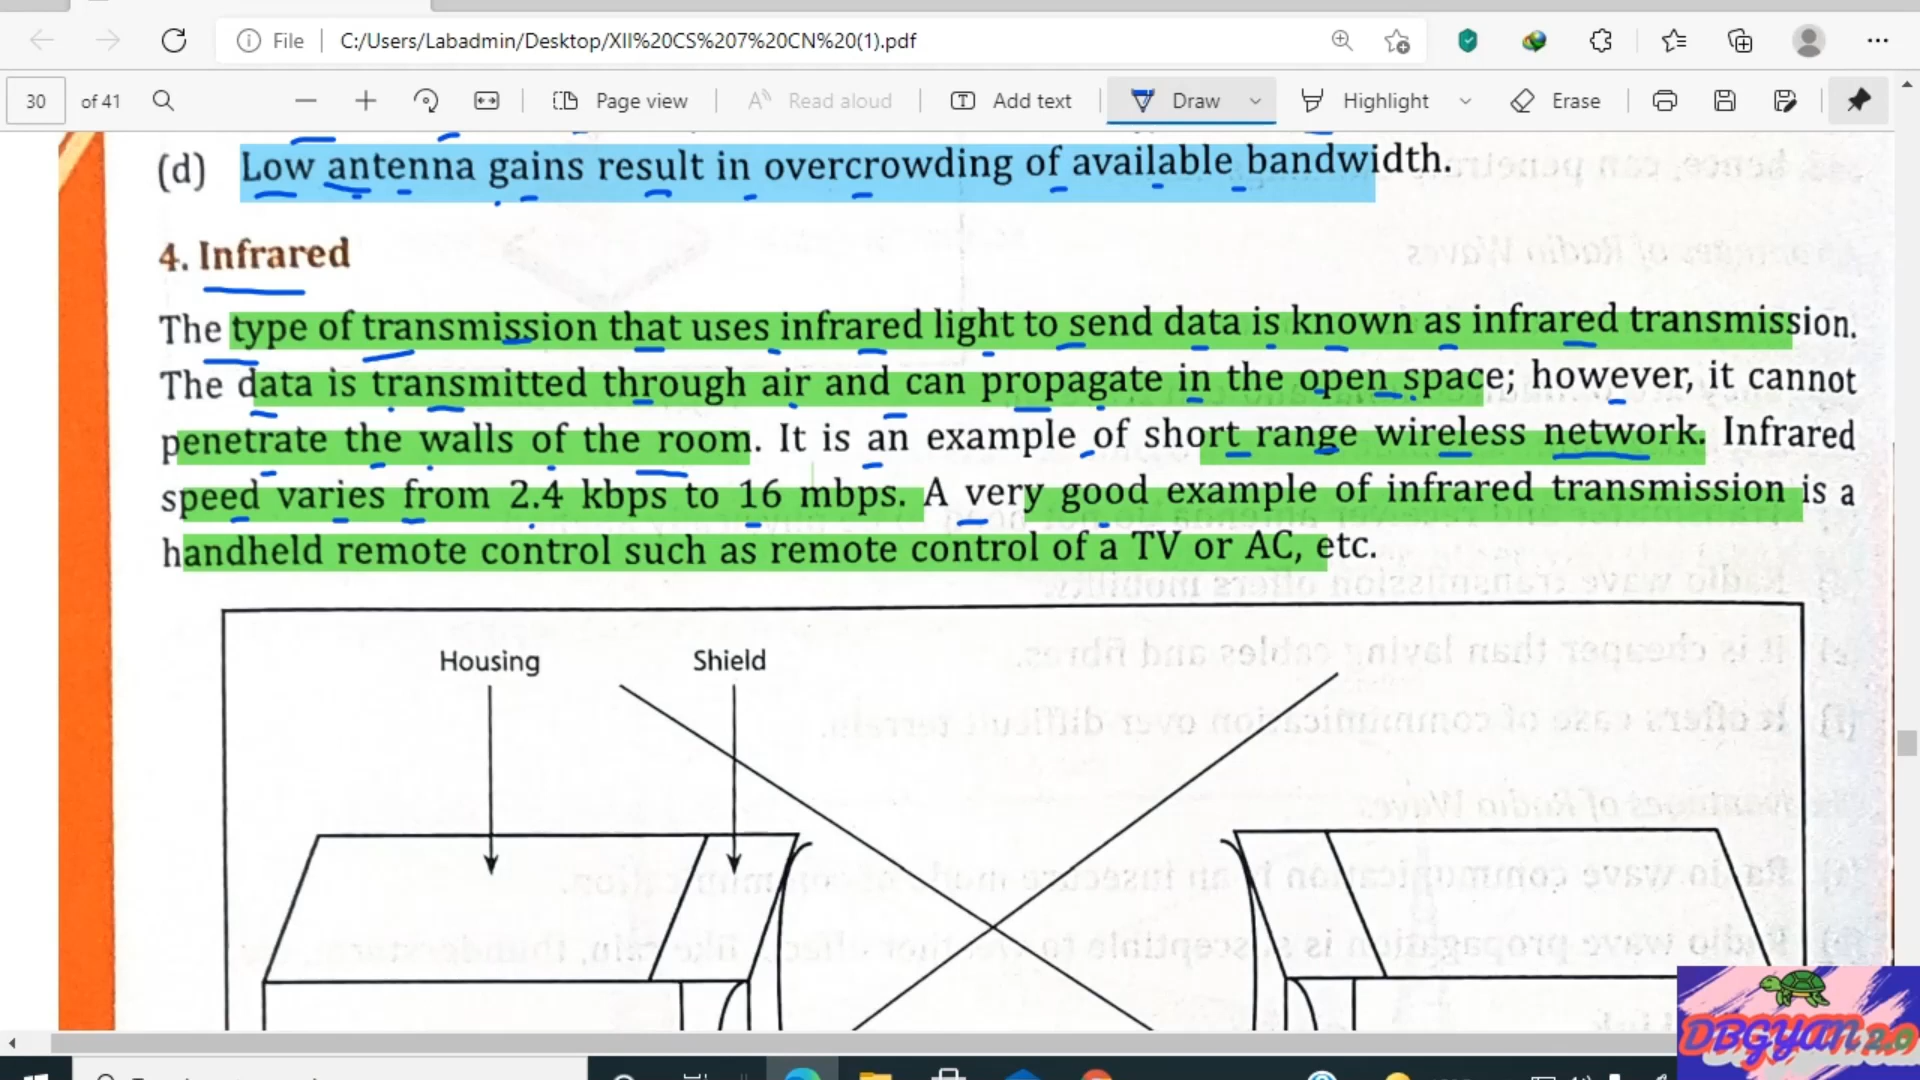 File C:/Users/Labadmin/Desktop/XII%20CS%207%20CN%20(1).pdf
30 of 41 Page view Read aloud Add text Draw Highlight Erase
(d) Low antenna gains result in overcrowding of available bandwidth.
4. Infrared
The type of transmission that uses infrared light to send data is known as infrared transmission.
The data is transmitted through air and can propagate in the open space; however, it cannot
penetrate the walls of the room. It is an example of short range wireless network. Infrared
speed varies from 2.4 kbps to 16 mbps. A very good example of infrared transmission is a
handheld remote control such as remote control of a TV or AC, etc.
Housing Shield
DBGYAN 2.0